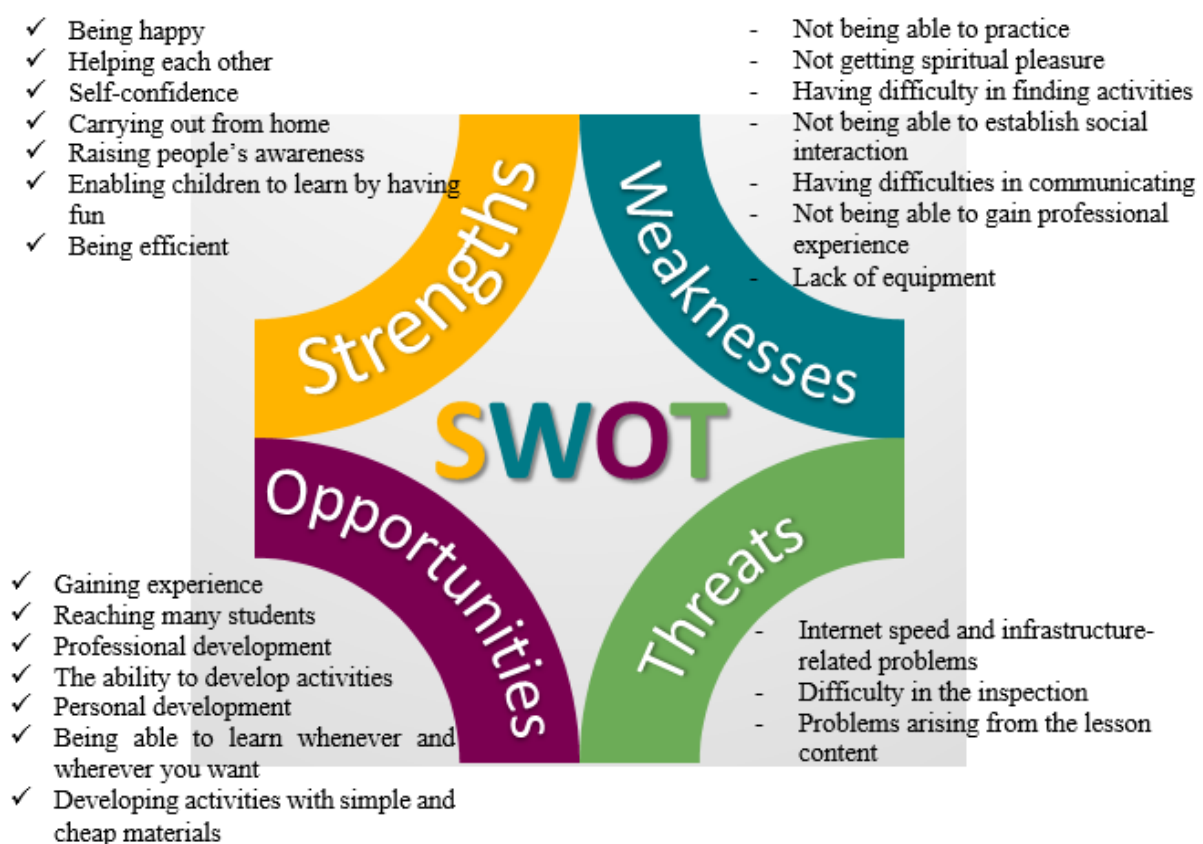 ✓ Being happy
✓ Helping each other
✓ Self-confidence
✓ Carrying out from home
✓ Raising people's awareness
✓ Enabling children to learn by having
fun
✓ Being efficient
- Not being able to practice
- Not getting spiritual pleasure
- Having difficulty in finding activities
- Not being able to establish social
interaction
- Having difficulties in communicating
- Not being able to gain professional
experience
- Lack of equipment
Strengths
Weaknesses
SWOT
Opportunities
Threats
✓ Gaining experience
✓ Reaching many students
✓ Professional development
✓ The ability to develop activities
✓ Personal development
✓ Being able to learn whenever and
wherever you want
✓ Developing activities with simple and
cheap materials
- Internet speed and infrastructure-
related problems
- Difficulty in the inspection
- Problems arising from the lesson
content